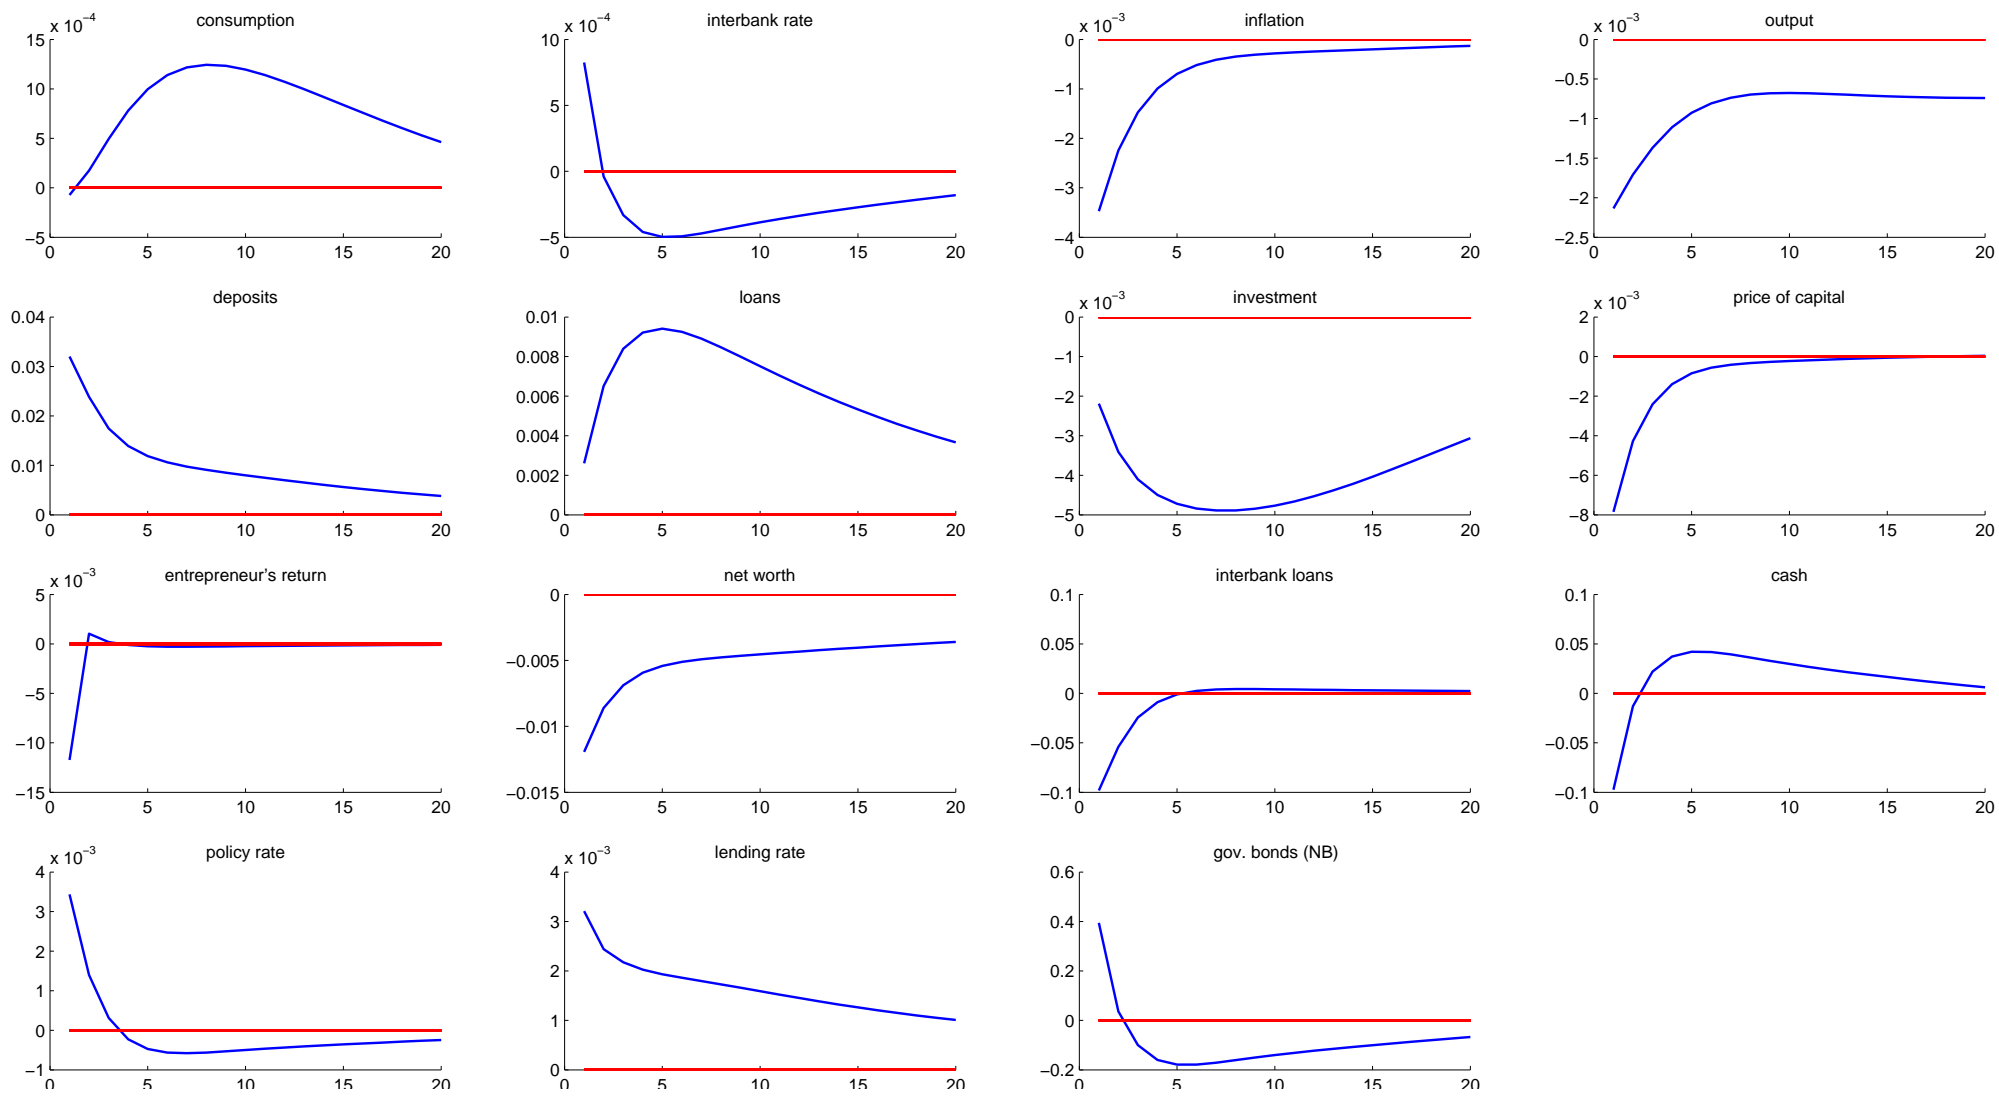 consumption
x 10−4
15
10
5
0
−5
0 5 10 15 20
interbank rate
x 10−4
10
5
0
−5
0 5 10 15 20
inflation
x 10−3
0
−1
−2
−3
−4
0 5 10 15 20
output
x 10−3
0
−0.5
−1
−1.5
−2
−2.5
0 5 10 15 20
deposits
0.04
0.03
0.02
0.01
0
0 5 10 15 20
loans
0.01
0.008
0.006
0.004
0.002
0
0 5 10 15 20
investment
x 10−3
0
−1
−2
−3
−4
−5
0 5 10 15 20
price of capital
x 10−3
2
0
−2
−4
−6
−8
0 5 10 15 20
entrepreneur's return
x 10−3
5
0
−5
−10
−15
0 5 10 15 20
net worth
0
−0.005
−0.01
−0.015
0 5 10 15 20
interbank loans
0.1
0.05
0
−0.05
−0.1
0 5 10 15 20
cash
0.1
0.05
0
−0.05
−0.1
0 5 10 15 20
policy rate
x 10−3
4
3
2
1
0
−1
0 5 10 15 20
lending rate
x 10−3
4
3
2
1
0
0 5 10 15 20
gov. bonds (NB)
0.6
0.4
0.2
0
−0.2
0 5 10 15 20